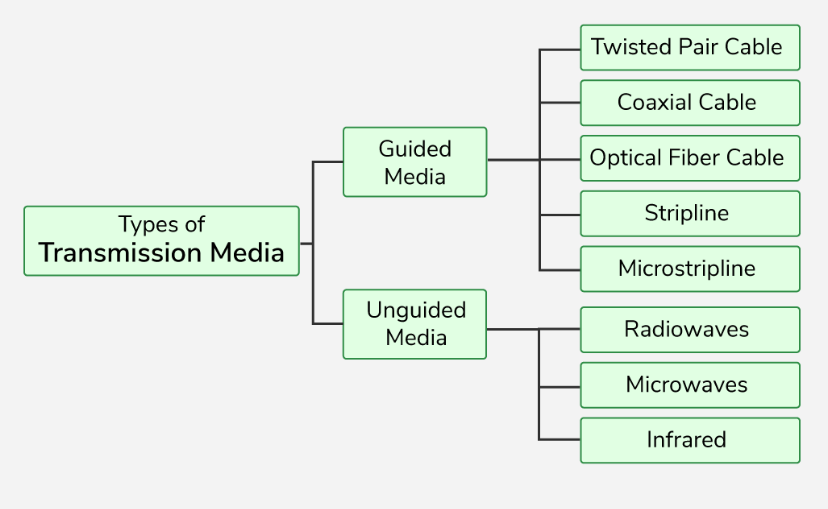 Types of
Transmission Media
Guided
Media
Twisted Pair Cable
Coaxial Cable
Optical Fiber Cable
Stripline
Microstripline
Unguided
Media
Radiowaves
Microwaves
Infrared